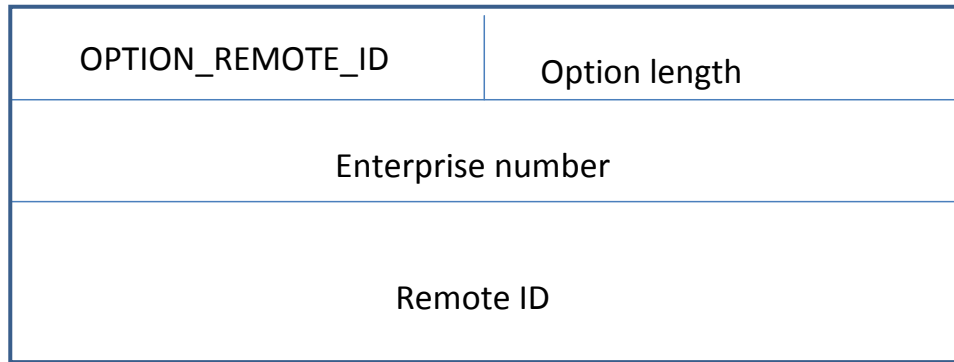 OPTION_REMOTE_ID
Option length
Enterprise number
Remote ID